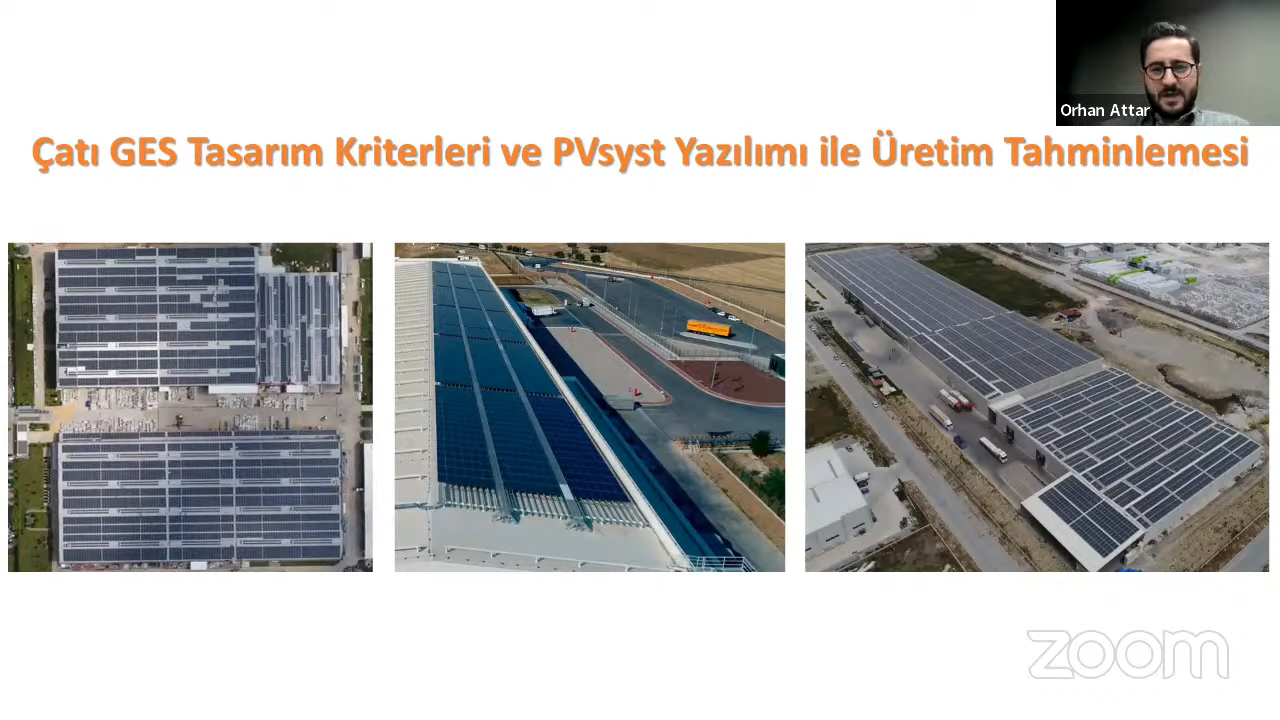 Orhan Attar
Çatı GES Tasarım Kriterleri ve PVsyst Yazılımı ile Üretim Tahminlemesi
zoom